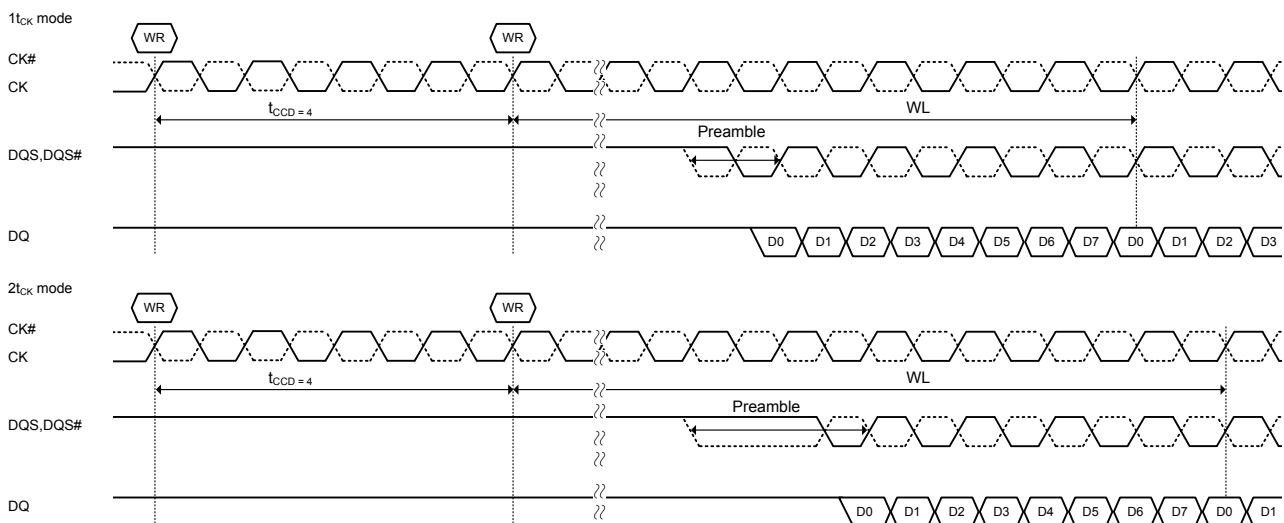 1tCK mode
WR WR
CK#
CK
tCCD = 4 WL
Preamble
DQS,DQS#
DQ D0 D1 D2 D3 D4 D5 D6 D7 D0 D1 D2 D3
2tCK mode
WR WR
CK#
CK
tCCD = 4 WL
Preamble
DQS,DQS#
DQ D0 D1 D2 D3 D4 D5 D6 D7 D0 D1